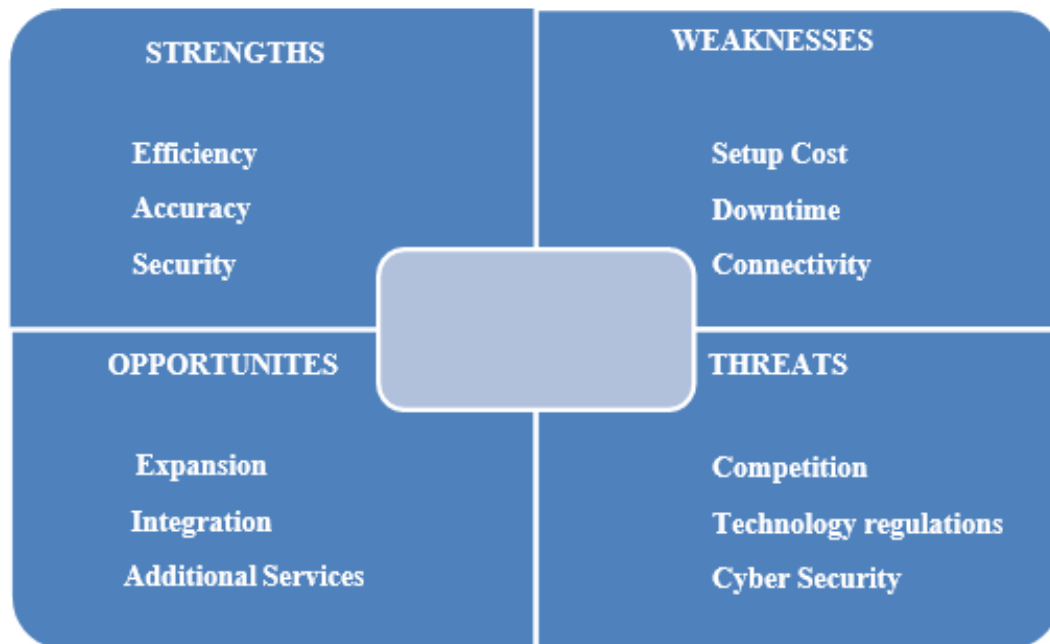 STRENGTHS
Efficiency
Accuracy
Security
WEAKNESSES
Setup Cost
Downtime
Connectivity
OPPORTUNITES
Expansion
Integration
Additional Services
THREATS
Competition
Technology regulations
Cyber Security